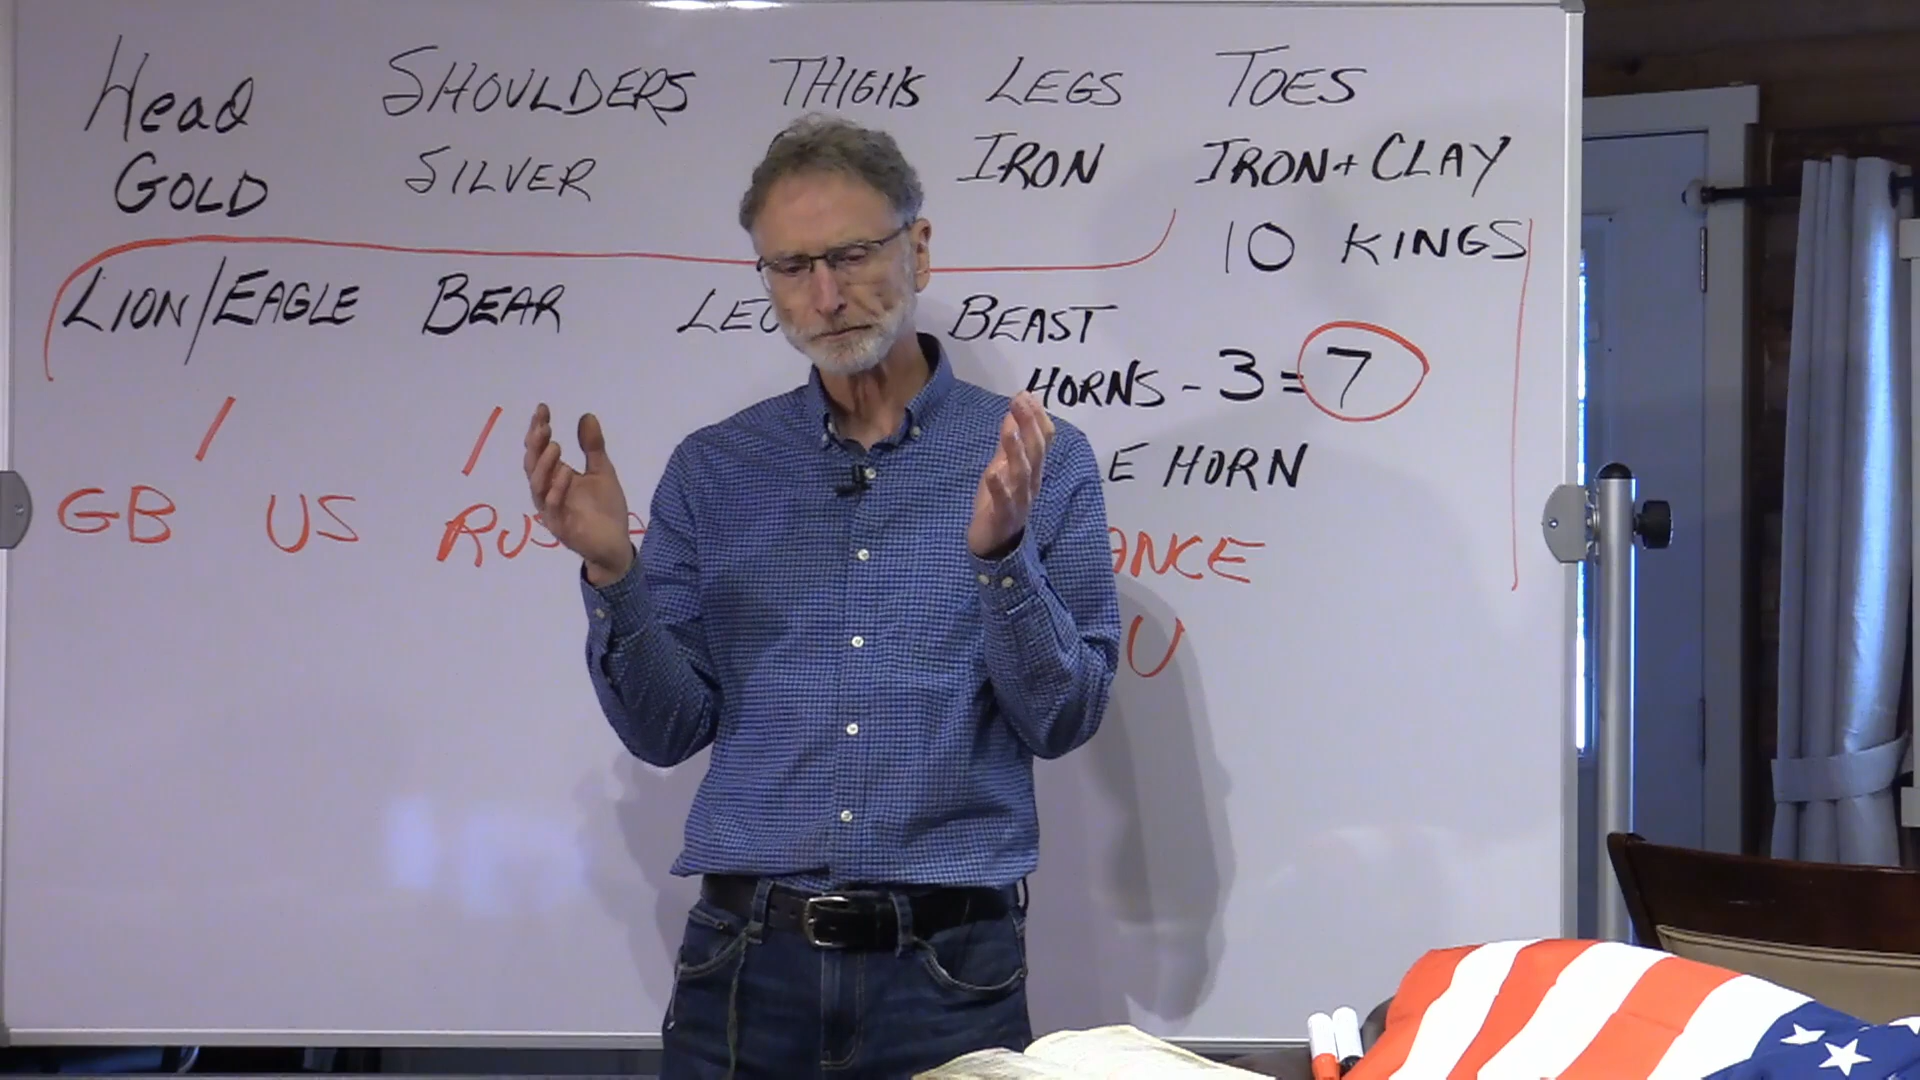 Head SHOULDERS THIGHS LEGS TOES
GOLD SILVER IRON IRON + CLAY
10 KINGS
LION/EAGLE BEAR BEAST
HORNS - 3 = 7
HORN
GB US